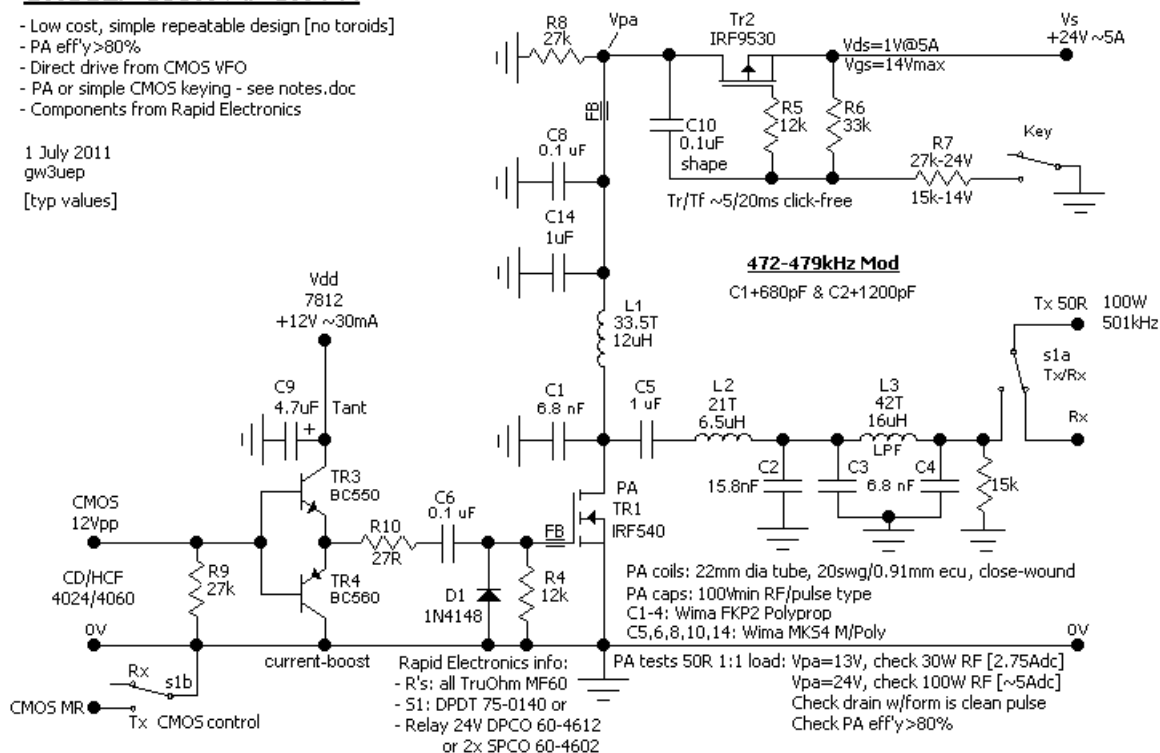 - Low cost, simple repeatable design [no toroids]
- PA eff'y>80%
- Direct drive from CMOS VFO
- PA or simple CMOS keying - see notes.doc
- Components from Rapid Electronics
1 July 2011
gw3uep
[typ values]
R8
27k
Vpa
Tr2
IRF9530
Vds=1V@5A
Vgs=14Vmax
Vs
+24V ~5A
FB
C8
0.1 uF
C10
0.1uF
shape
R5
12k
R6
33k
R7
27k-24V
15k-14V
Key
Tr/Tf ~5/20ms click-free
C14
1uF
472-479kHz Mod
C1+680pF & C2+1200pF
Vdd
7812
+12V ~30mA
L1
33.5T
12uH
Tx 50R
100W
501kHz
s1a
Tx/Rx
Rx
C9
4.7uF
+
Tant
C1
6.8 nF
C5
1 uF
L2
21T
6.5uH
L3
42T
16uH
LPF
C2
15.8nF
C3
C4
6.8 nF
15k
TR3
BC550
CMOS
12Vpp
C6
0.1 uF
R10
27R
FB
PA
TR1
IRF540
CD/HCF
4024/4060
R9
27k
TR4
BC560
D1
1N4148
R4
12k
PA coils: 22mm dia tube, 20swg/0.91mm ecu, close-wound
PA caps: 100Vmin RF/pulse type
C1-4: Wima FKP2 Polyprop
C5,6,8,10,14: Wima MKS4 M/Poly
0V
0V
current-boost
Rx
s1b
CMOS MR
Tx
CMOS control
Rapid Electronics info:
- R's: all TruOhm MF60
- S1: DPDT 75-0140 or
- Relay 24V DPCO 60-4612
or 2x SPCO 60-4602
PA tests 50R 1:1 load: Vpa=13V, check 30W RF [2.75Adc]
Vpa=24V, check 100W RF [~5Adc]
Check drain w/form is clean pulse
Check PA eff'y>80%